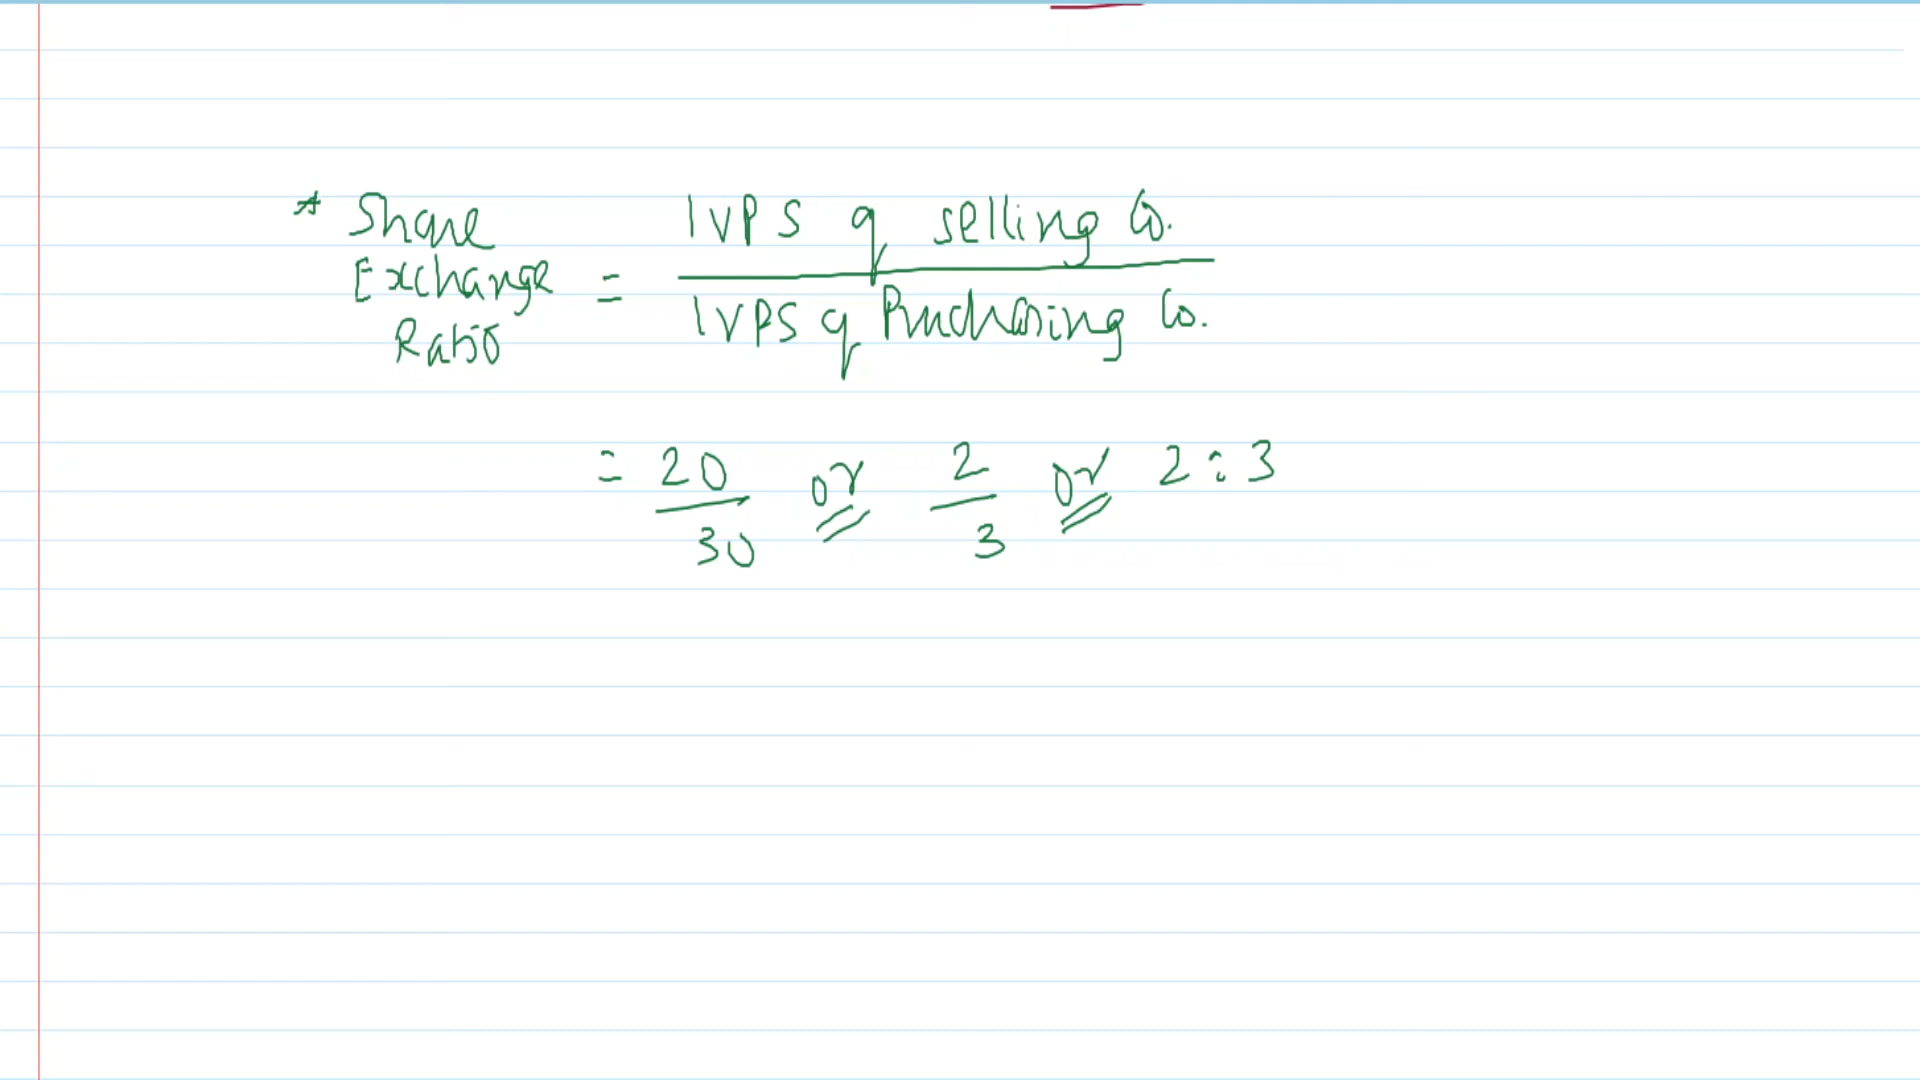 * Share Exchange Ratio = IVPS of selling Co. / IVPS of Purchasing Co.
= 20/30 or 2/3 or 2:3